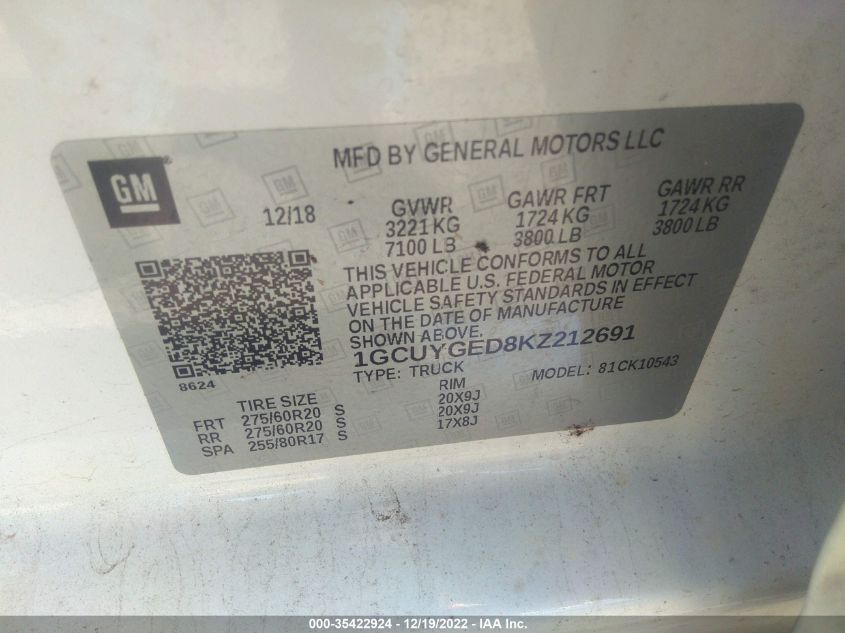 MFD BY GENERAL MOTORS LLC
GM
12/18
GVWR GAWR FRT GAWR RR
3221 KG 1724 KG 1724 KG
7100 LB 3800 LB 3800 LB
THIS VEHICLE CONFORMS TO ALL
APPLICABLE U.S. FEDERAL MOTOR
VEHICLE SAFETY STANDARDS IN EFFECT
ON THE DATE OF MANUFACTURE
SHOWN ABOVE.
1GCUYGED8KZ212691
8624
TYPE: TRUCK MODEL: 81CK10543
TIRE SIZE RIM
FRT 275/60R20 S 20X9J
RR 275/60R20 S 20X9J
SPA 255/80R17 S 17X8J
000-35422924 - 12/19/2022 - IAA Inc.